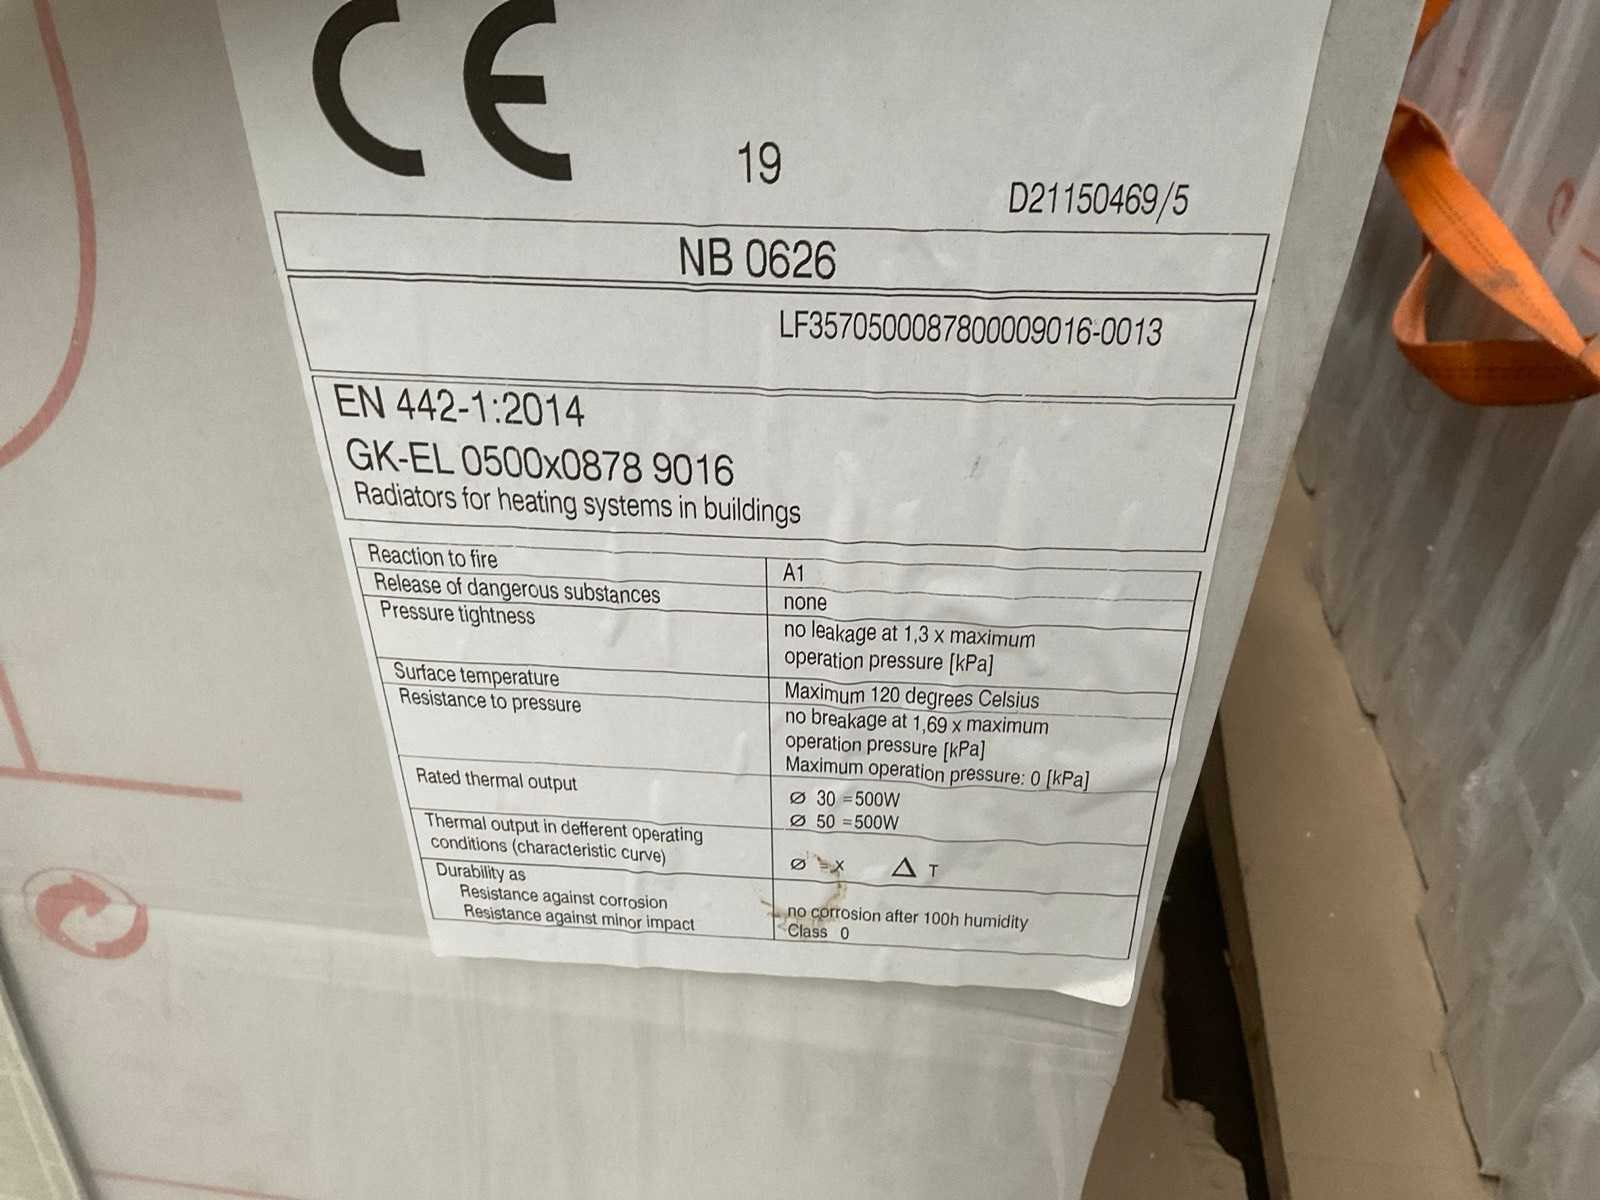 CE
19
D21150469/5
NB 0626
LF3570500087800009016-0013
EN 442-1:2014
GK-EL 0500x0878 9016
Radiators for heating systems in buildings
Reaction to fire
A1
Release of dangerous substances
none
Pressure tightness
no leakage at 1,3 x maximum
operation pressure [kPa]
Surface temperature
Maximum 120 degrees Celsius
Resistance to pressure
no breakage at 1,69 x maximum
operation pressure [kPa]
Maximum operation pressure: 0 [kPa]
Rated thermal output
Ø 30 =500W
Ø 50 =500W
Thermal output in defferent operating
conditions (characteristic curve)
Ø = x Δ T
Durability as
Resistance against corrosion
no corrosion after 100h humidity
Resistance against minor impact
Class 0